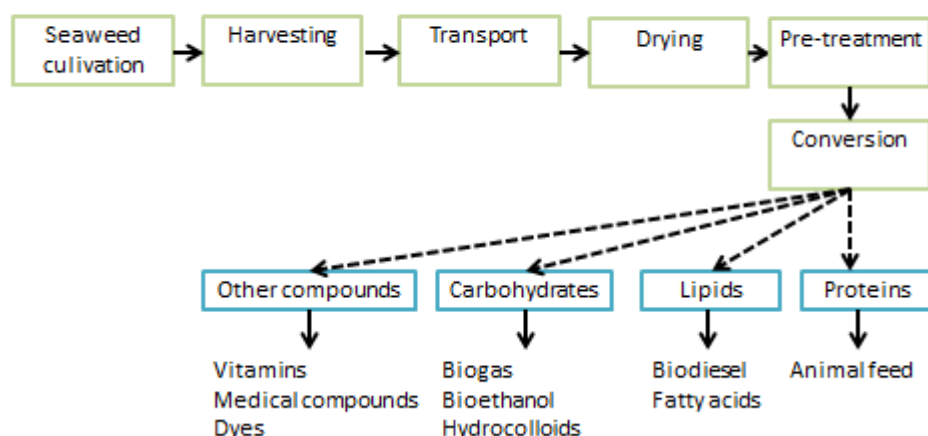 Seaweed
culivation
Harvesting
Transport
Drying
Pre-treatment
Conversion
Other compounds
Carbohydrates
Lipids
Proteins
Vitamins
Medical compounds
Dyes
Biogas
Bioethanol
Hydrocolloids
Biodiesel
Fatty acids
Animal feed